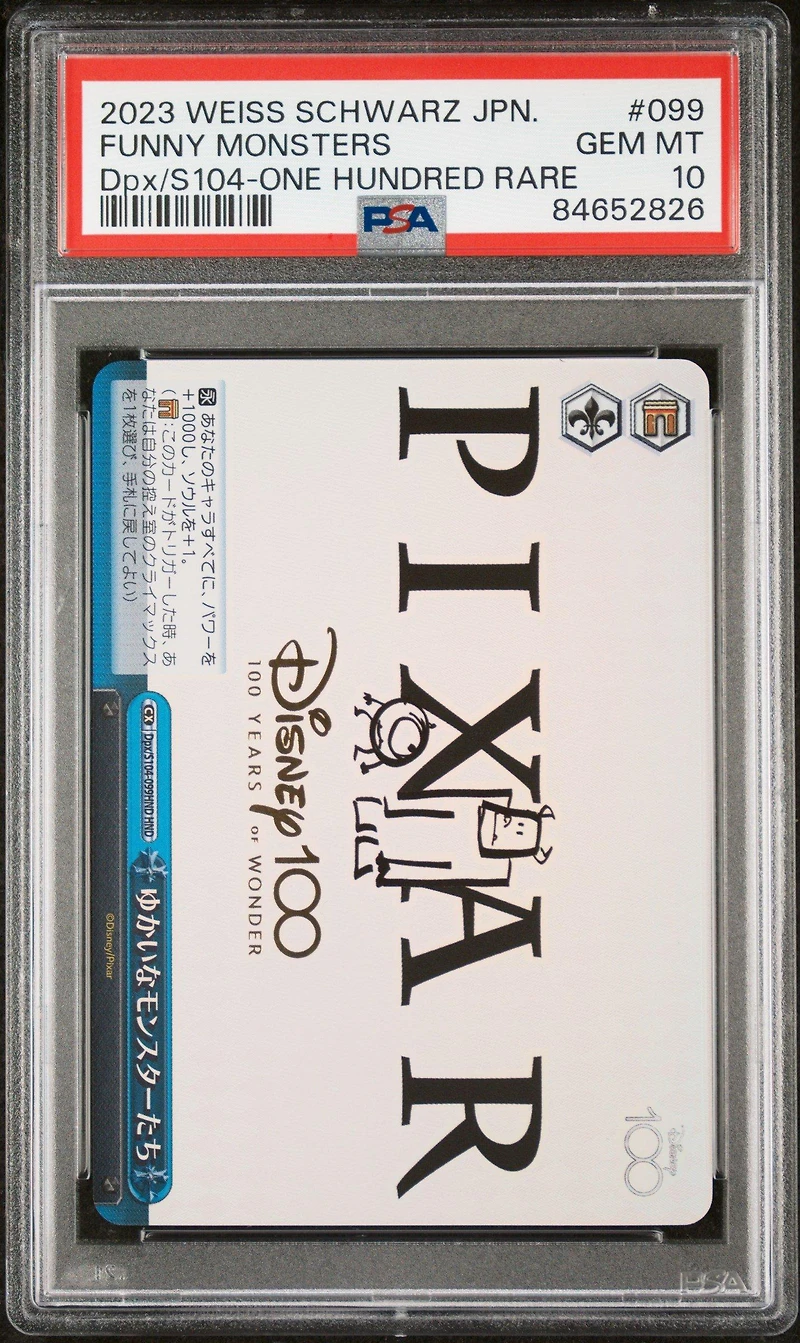 2023 WEISS SCHWARZ JPN. #099
FUNNY MONSTERS GEM MT
Dpx/S104-ONE HUNDRED RARE 10
84652826
PSA
PIXAR
Disney100
100 YEARS OF WONDER
Disney
100
永 あなたのキャラすべてに、パワーを
+1000し、ソウルを+1。
( :このカードがトリガーした時、あ
なたは自分の控え室のクライマックス
を1枚選び、手札に戻してよい)
CX Dpx/S104-099HND HND
ゆかいなモンスターたち
©Disney/Pixar
PSA